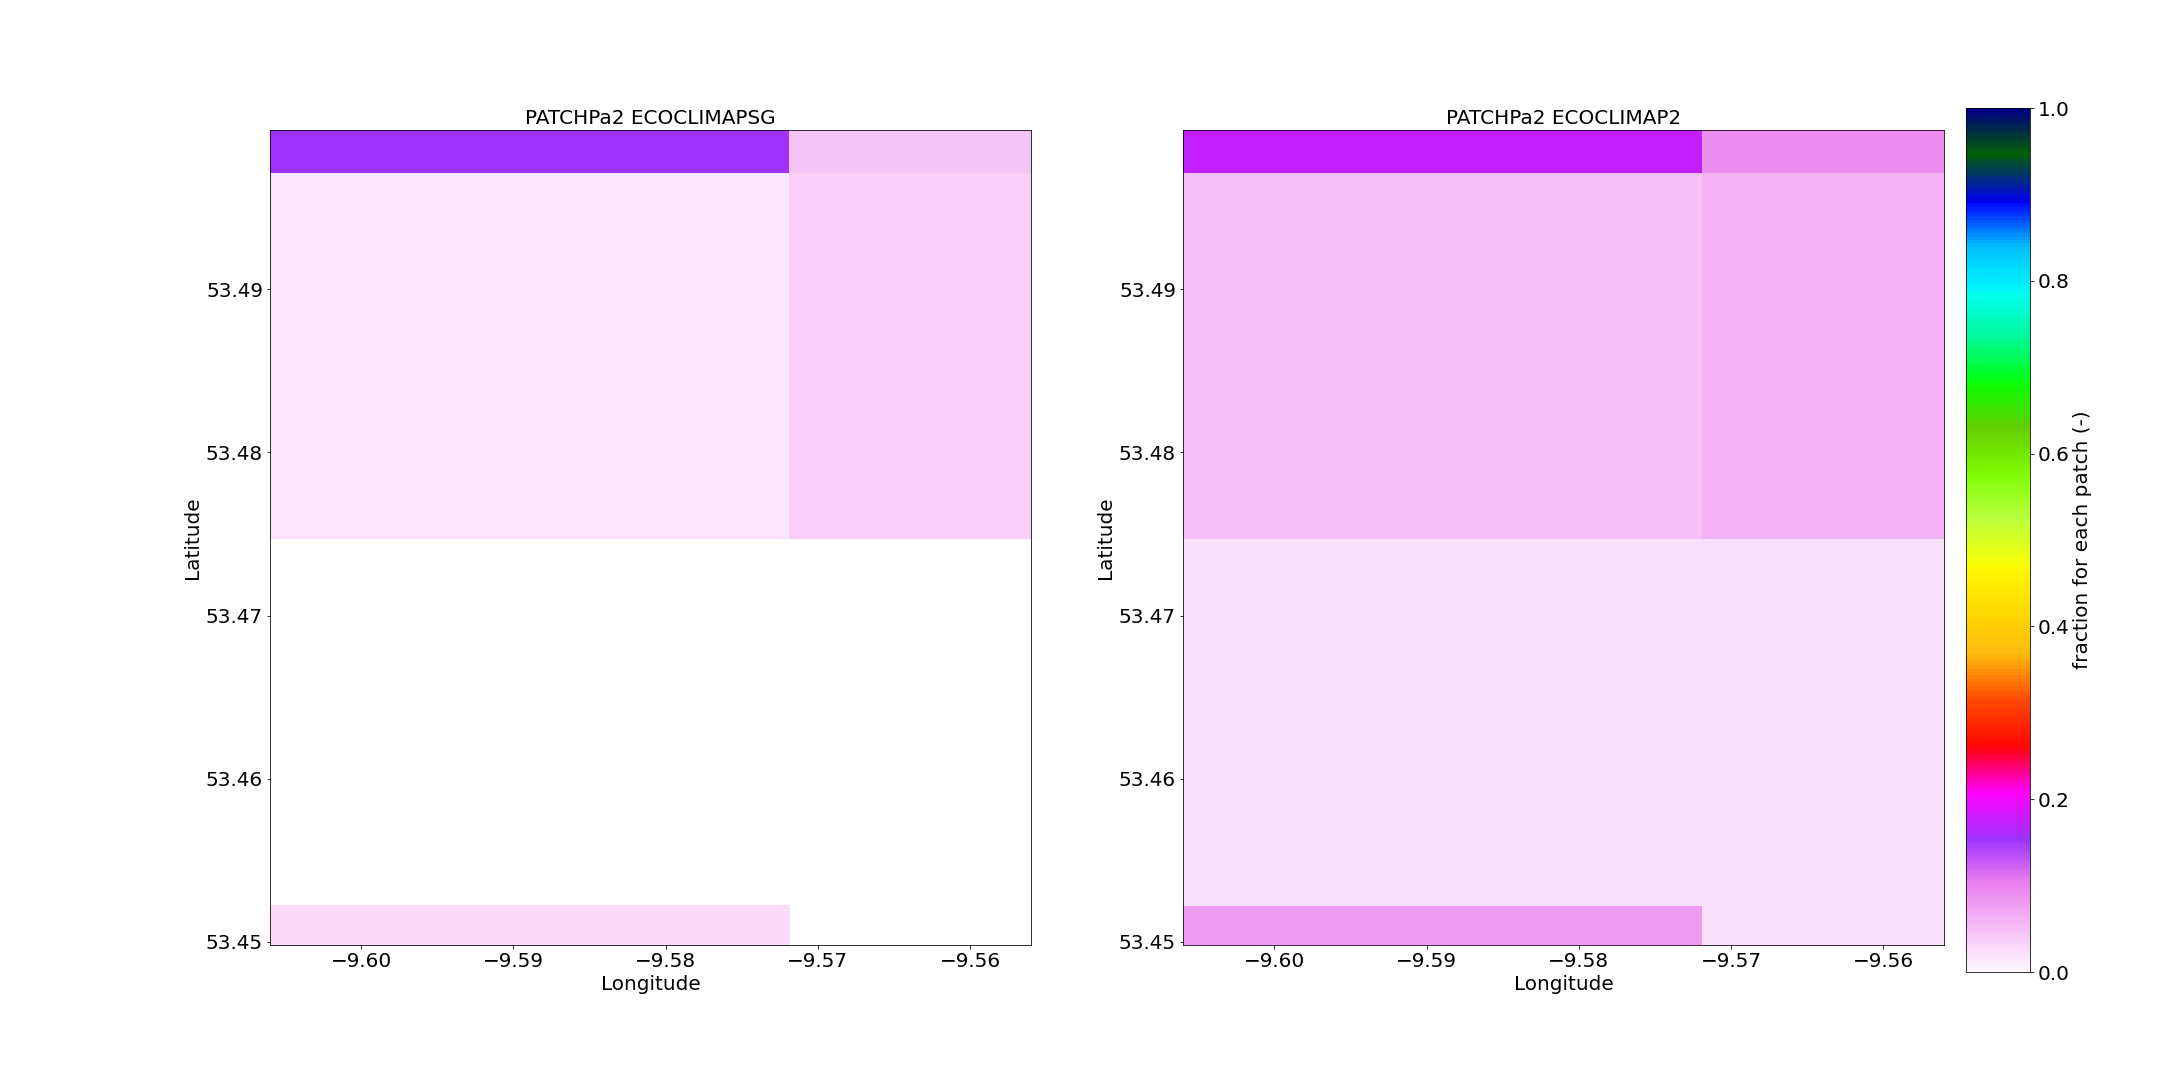 PATCHPa2 ECOCLIMAPSG
53.49
53.48
53.47
53.46
53.45
Latitude
−9.60 −9.59 −9.58 −9.57 −9.56
Longitude
PATCHPa2 ECOCLIMAP2
53.49
53.48
53.47
53.46
53.45
Latitude
−9.60 −9.59 −9.58 −9.57 −9.56
Longitude
1.0
0.8
0.6
0.4
0.2
0.0
fraction for each patch (-)